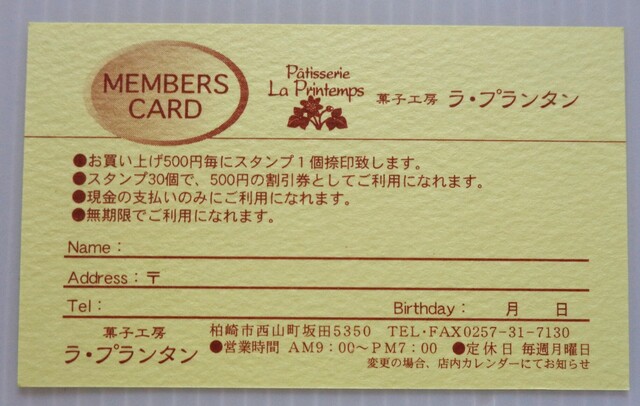 MEMBERS
CARD
Pâtisserie
La Printemps
菓子工房 ラ・プランタン
●お買い上げ500円毎にスタンプ1個捺印致します。
●スタンプ30個で、500円の割引券としてご利用になれます。
●現金の支払いのみにご利用になれます。
●無期限でご利用になれます。
Name：
Address：〒
Tel： Birthday： 月 日
菓子工房
ラ・プランタン
柏崎市西山町坂田5350 TEL・FAX0257-31-7130
●営業時間 AM9：00～PM7：00 ●定休日 毎週月曜日
変更の場合、店内カレンダーにてお知らせ